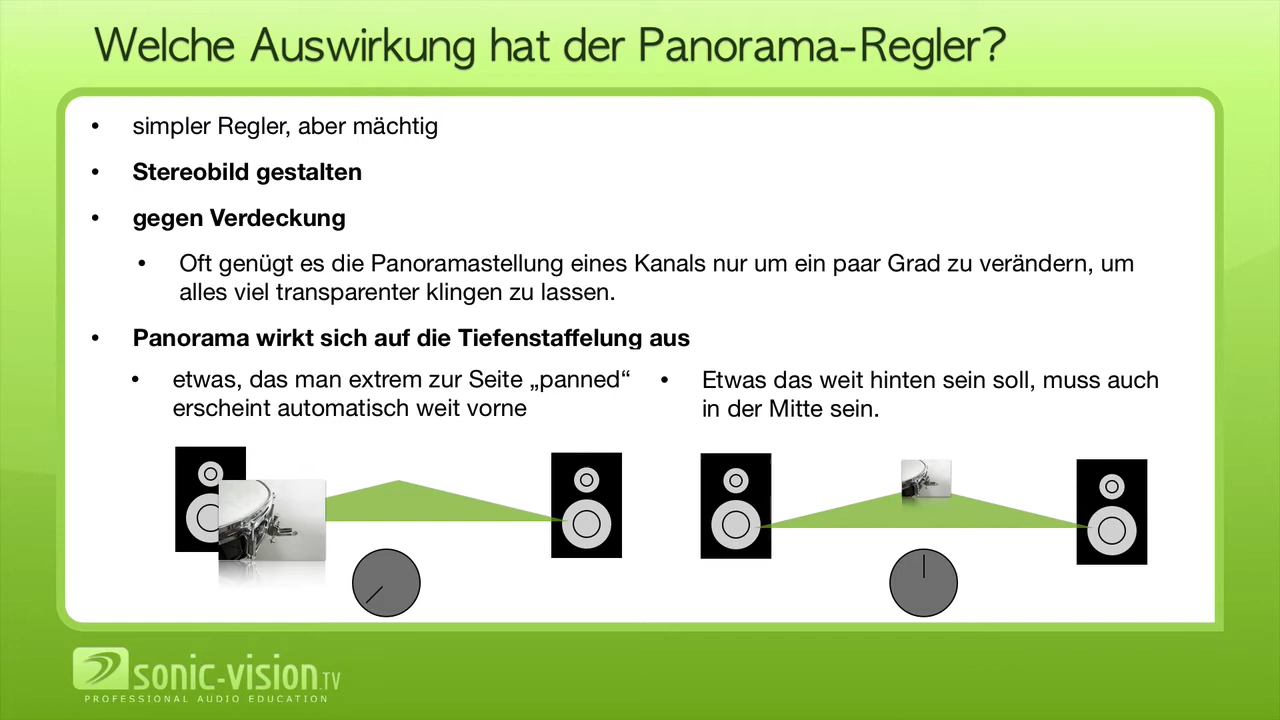 Welche Auswirkung hat der Panorama-Regler?
• simpler Regler, aber mächtig
• Stereobild gestalten
• gegen Verdeckung
• Oft genügt es die Panoramastellung eines Kanals nur um ein paar Grad zu verändern, um
alles viel transparenter klingen zu lassen.
• Panorama wirkt sich auf die Tiefenstaffelung aus
• etwas, das man extrem zur Seite „panned“
erscheint automatisch weit vorne
• Etwas das weit hinten sein soll, muss auch
in der Mitte sein.
sonic-vision.TV
PROFESSIONAL AUDIO EDUCATION